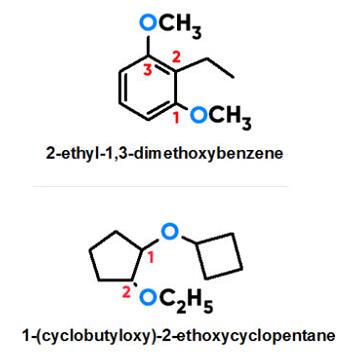 OCH₃
2
3
1
OCH₃
2-ethyl-1,3-dimethoxybenzene
O
1
2
OC₂H₅
1-(cyclobutyloxy)-2-ethoxycyclopentane